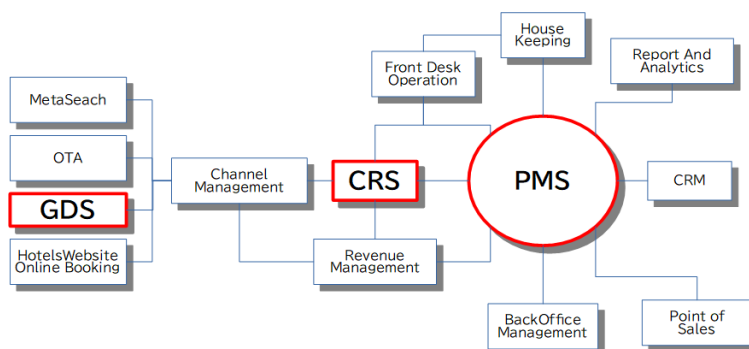 House
Keeping
Front Desk
Operation
Report And
Analytics
MetaSeach
OTA
Channel
Management
CRS
PMS
CRM
GDS
HotelsWebsite
Online Booking
Revenue
Management
BackOffice
Management
Point of
Sales